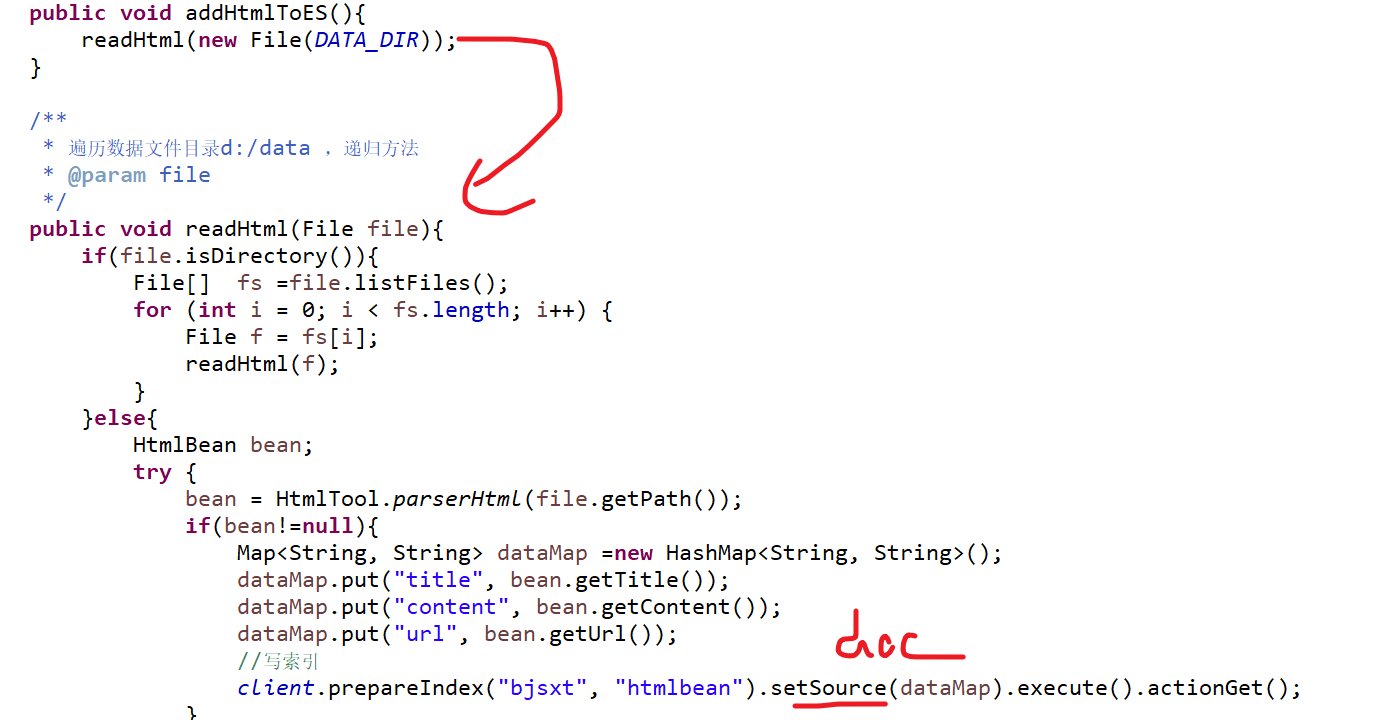 public void addHtmlToES(){
readHtml(new File(DATA_DIR));
}
/**
* 遍历数据文件目录d:/data ，递归方法
* @param file
*/
public void readHtml(File file){
if(file.isDirectory()){
File[]  fs =file.listFiles();
for (int i = 0; i < fs.length; i++) {
File f = fs[i];
readHtml(f);
}
}else{
HtmlBean bean;
try {
bean = HtmlTool.parserHtml(file.getPath());
if(bean!=null){
Map<String, String> dataMap =new HashMap<String, String>();
dataMap.put("title", bean.getTitle());
dataMap.put("content", bean.getContent());
dataMap.put("url", bean.getUrl());
doc
//写索引
client.prepareIndex("bjsxt", "htmlbean").setSource(dataMap).execute().actionGet();
}